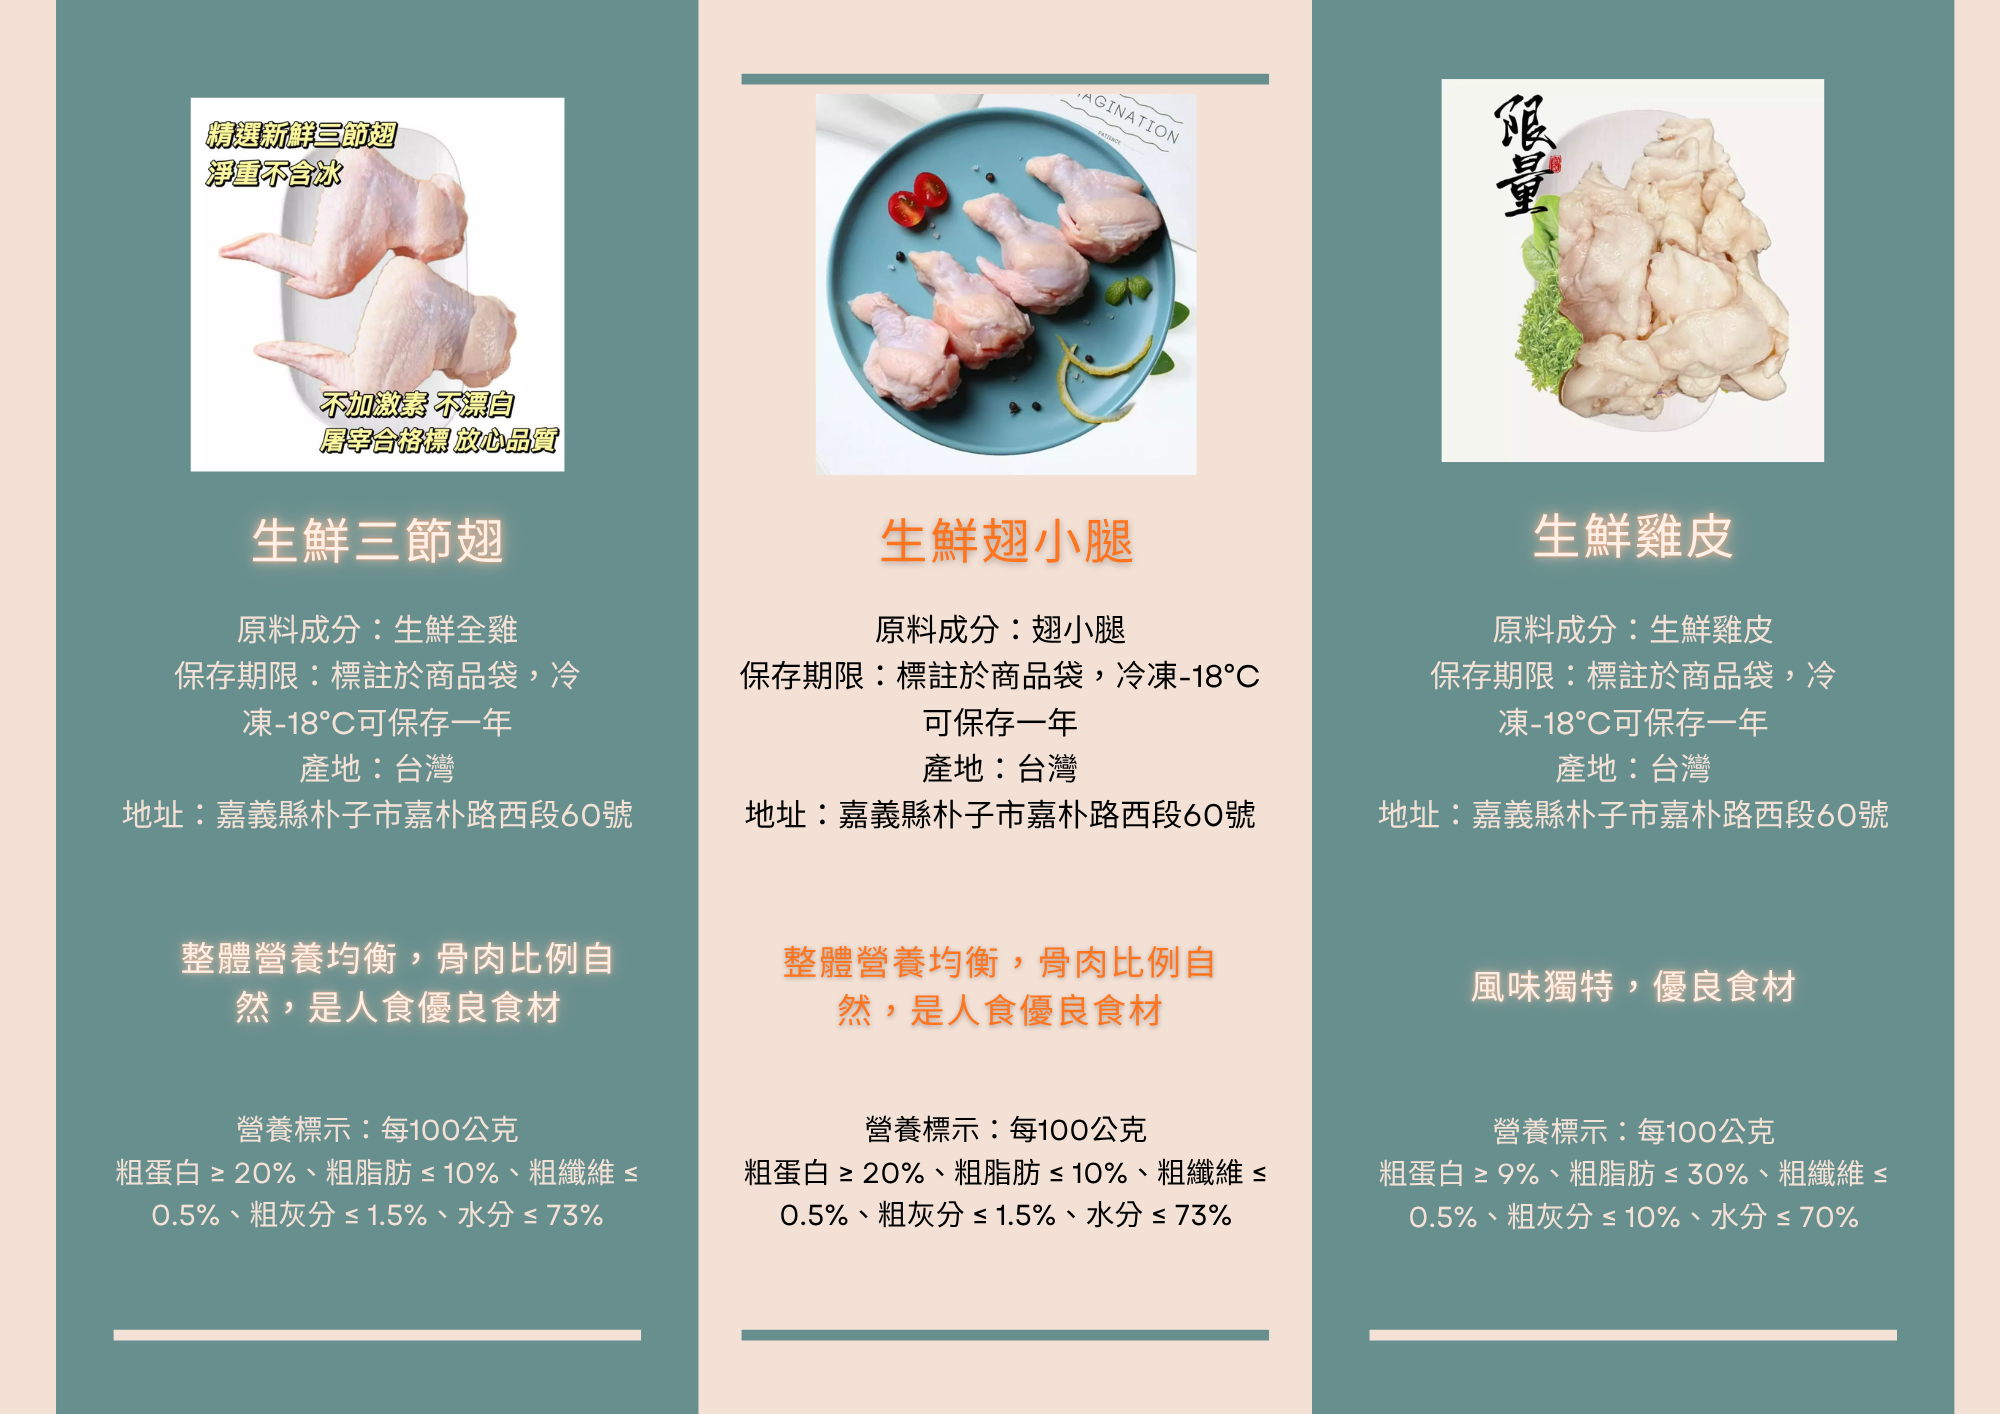 精選新鮮三節翅
淨重不含冰
不加激素 不漂白
屠宰合格標 放心品質
生鮮三節翅
原料成分：生鮮全雞
保存期限：標註於商品袋，冷
凍-18°C可保存一年
產地：台灣
地址：嘉義縣朴子市嘉朴路西段60號
整體營養均衡，骨肉比例自
然，是人食優良食材
營養標示：每100公克
粗蛋白 ≥ 20%、粗脂肪 ≤ 10%、粗纖維 ≤
0.5%、粗灰分 ≤ 1.5%、水分 ≤ 73%
AGINATION
PATIENCE
生鮮翅小腿
原料成分：翅小腿
保存期限：標註於商品袋，冷凍-18°C
可保存一年
產地：台灣
地址：嘉義縣朴子市嘉朴路西段60號
整體營養均衡，骨肉比例自
然，是人食優良食材
營養標示：每100公克
粗蛋白 ≥ 20%、粗脂肪 ≤ 10%、粗纖維 ≤
0.5%、粗灰分 ≤ 1.5%、水分 ≤ 73%
限量
生鮮雞皮
原料成分：生鮮雞皮
保存期限：標註於商品袋，冷
凍-18°C可保存一年
產地：台灣
地址：嘉義縣朴子市嘉朴路西段60號
風味獨特，優良食材
營養標示：每100公克
粗蛋白 ≥ 9%、粗脂肪 ≤ 30%、粗纖維 ≤
0.5%、粗灰分 ≤ 10%、水分 ≤ 70%